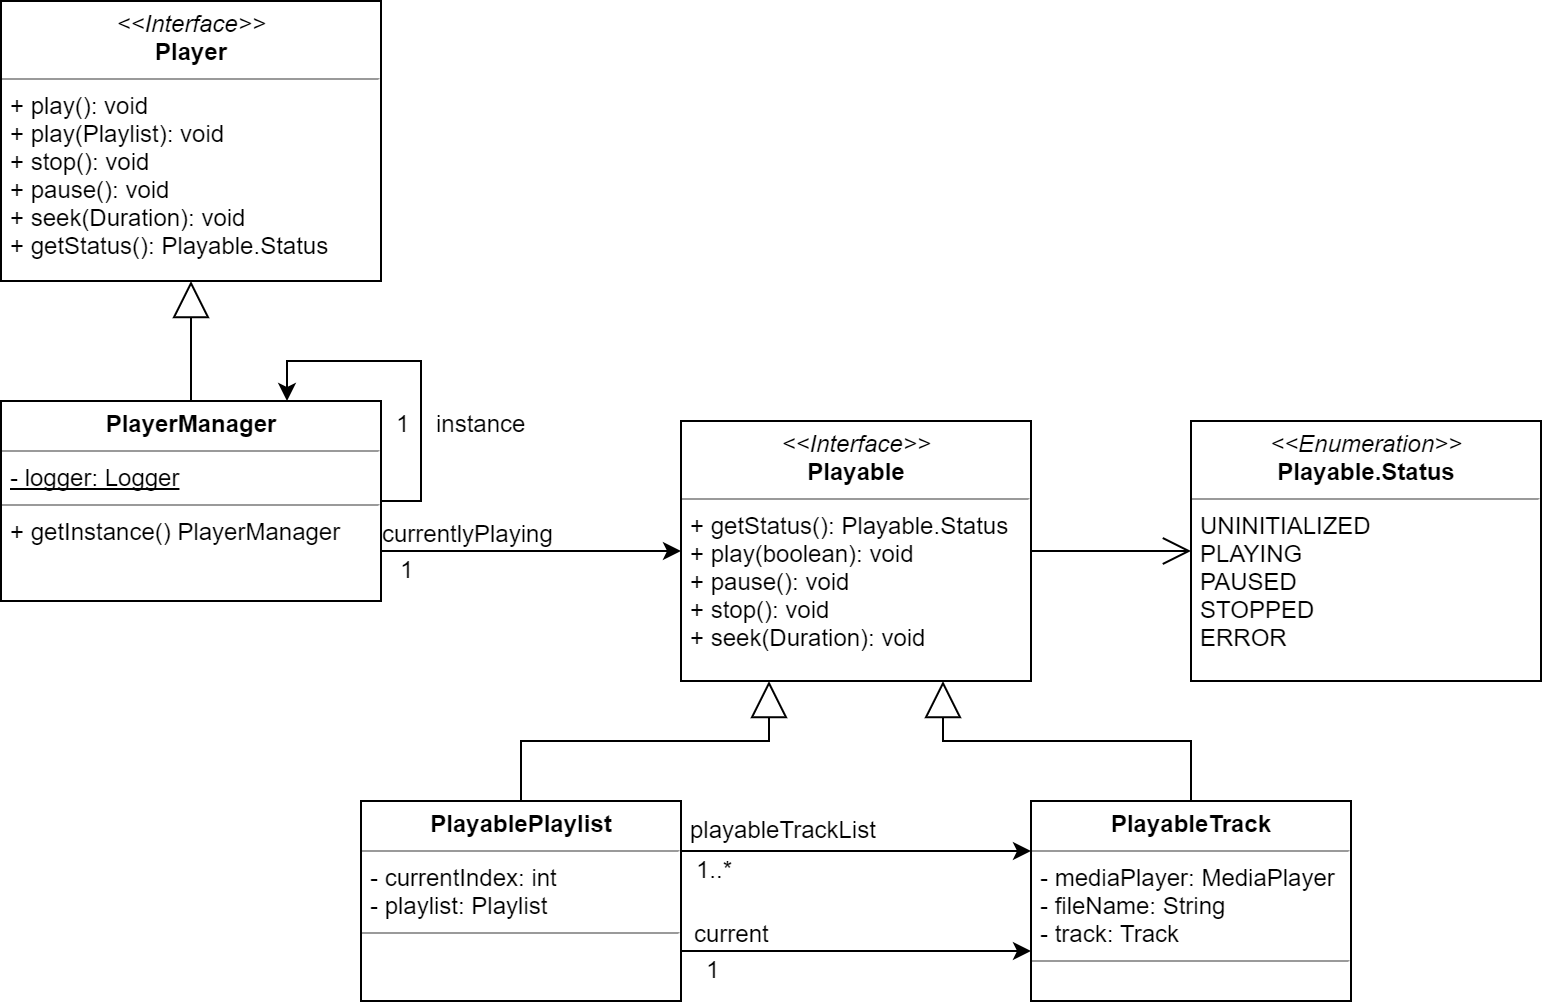 <<Interface>>
Player
+ play(): void
+ play(Playlist): void
+ stop(): void
+ pause(): void
+ seek(Duration): void
+ getStatus(): Playable.Status
PlayerManager
- logger: Logger
+ getInstance() PlayerManager
1
instance
currentlyPlaying
1
<<Interface>>
Playable
+ getStatus(): Playable.Status
+ play(boolean): void
+ pause(): void
+ stop(): void
+ seek(Duration): void
<<Enumeration>>
Playable.Status
UNINITIALIZED
PLAYING
PAUSED
STOPPED
ERROR
PlayablePlaylist
- currentIndex: int
- playlist: Playlist
playableTrackList
1..*
current
1
PlayableTrack
- mediaPlayer: MediaPlayer
- fileName: String
- track: Track